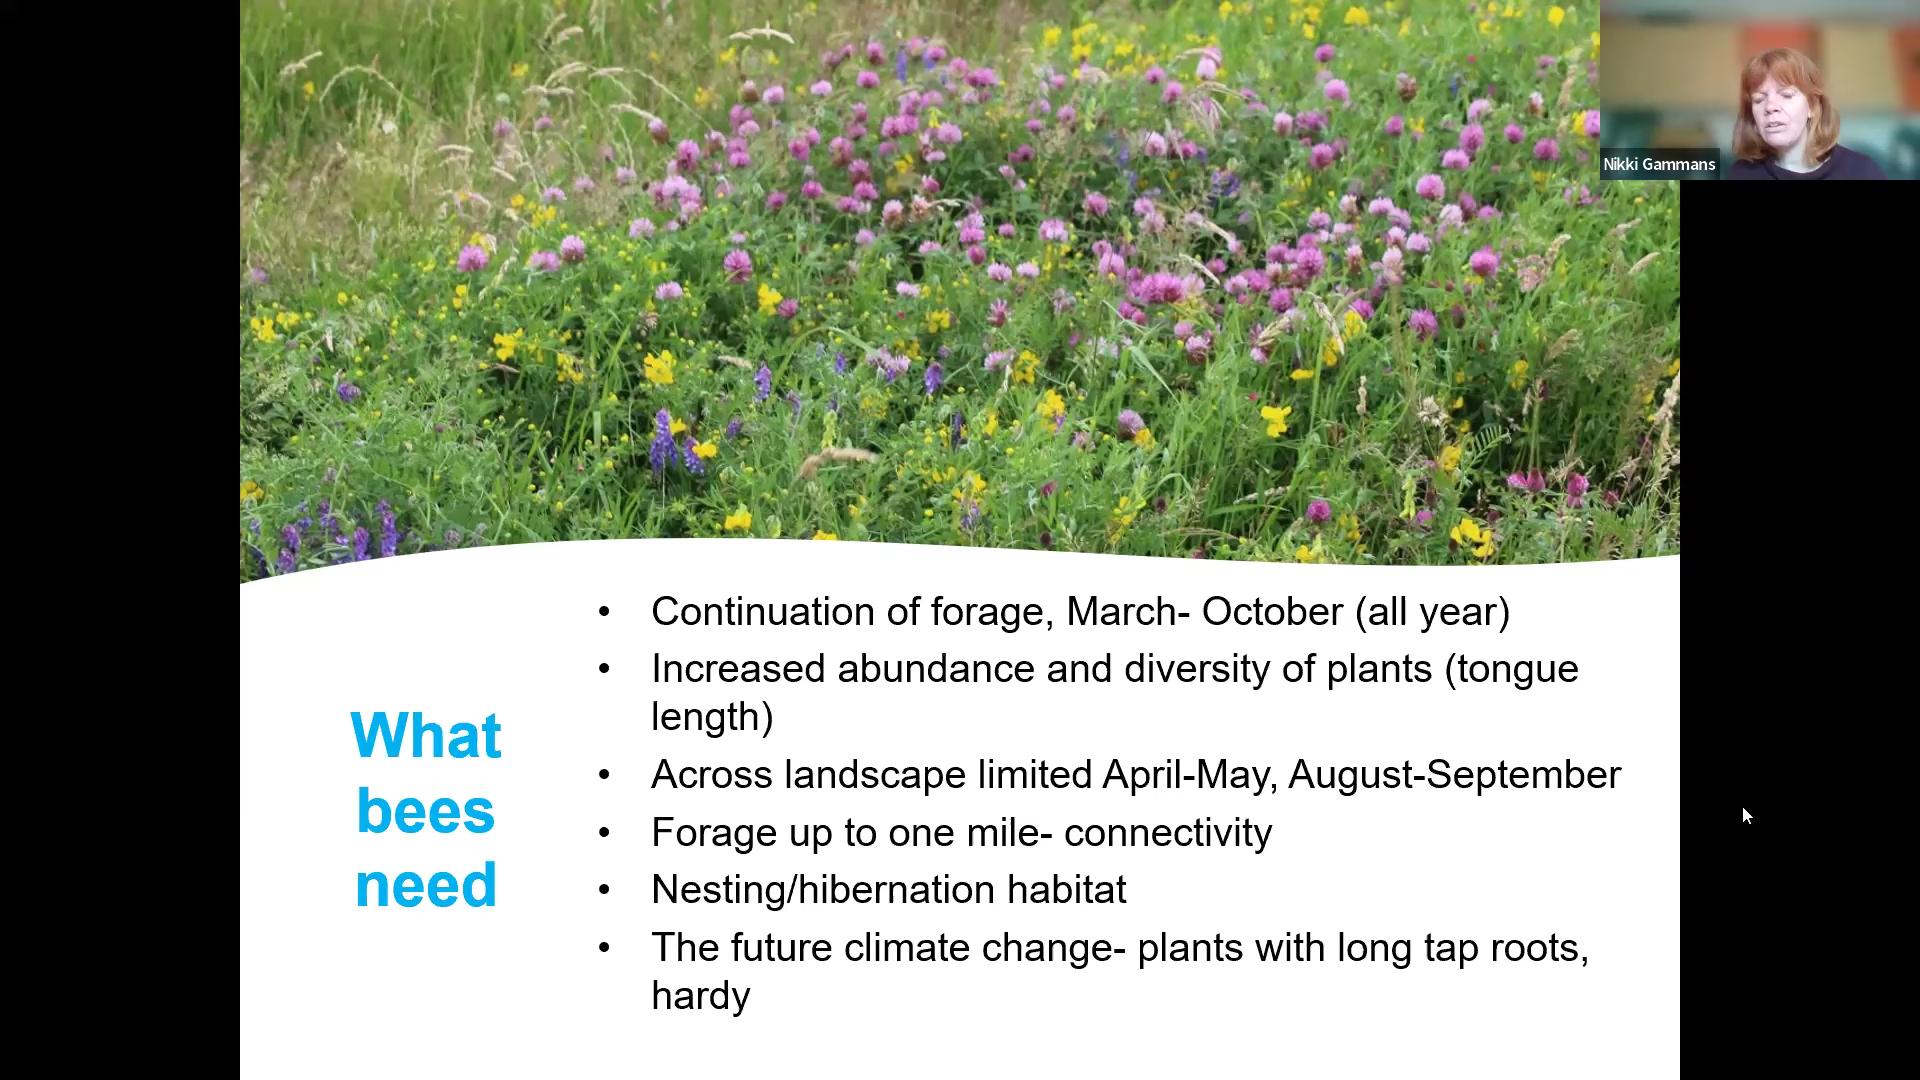 Nikki Gammans
What
bees
need
• Continuation of forage, March- October (all year)
• Increased abundance and diversity of plants (tongue
length)
• Across landscape limited April-May, August-September
• Forage up to one mile- connectivity
• Nesting/hibernation habitat
• The future climate change- plants with long tap roots,
hardy